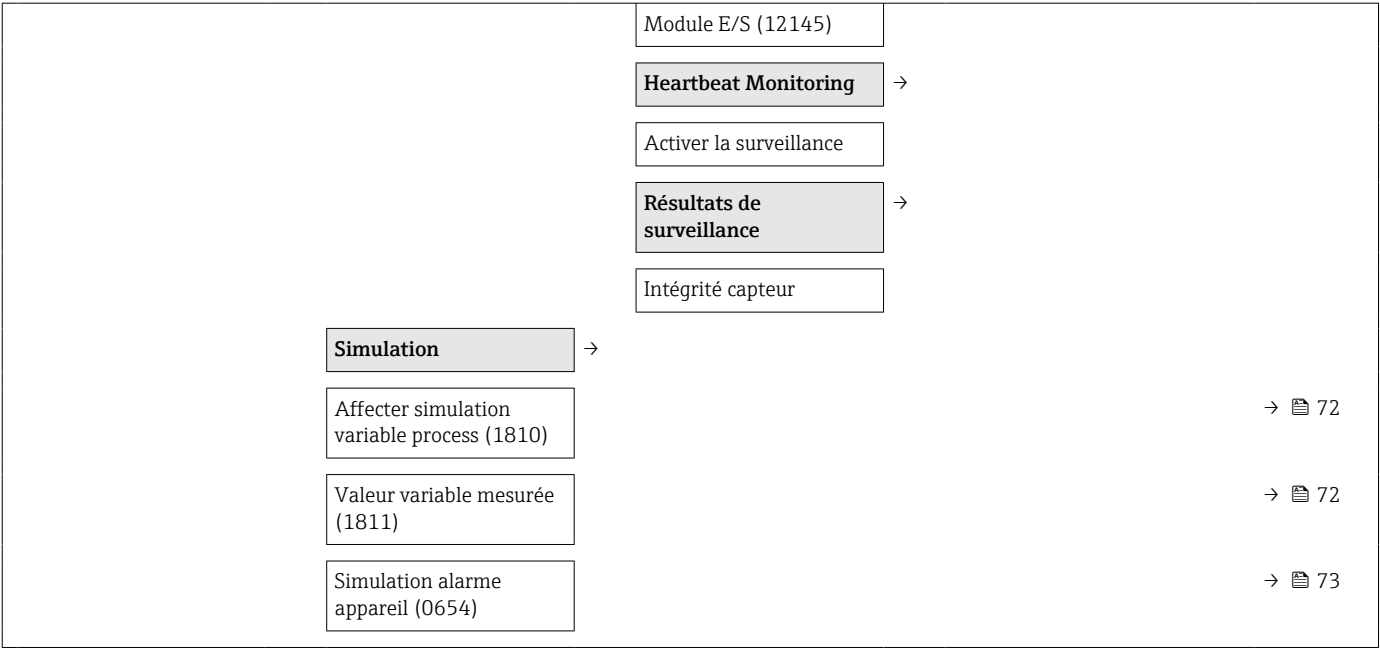 Module E/S (12145)
Heartbeat Monitoring →
Activer la surveillance
Résultats de →
surveillance
Intégrité capteur
Simulation →
Affecter simulation → 72
variable process (1810)
Valeur variable mesurée → 72
(1811)
Simulation alarme → 73
appareil (0654)